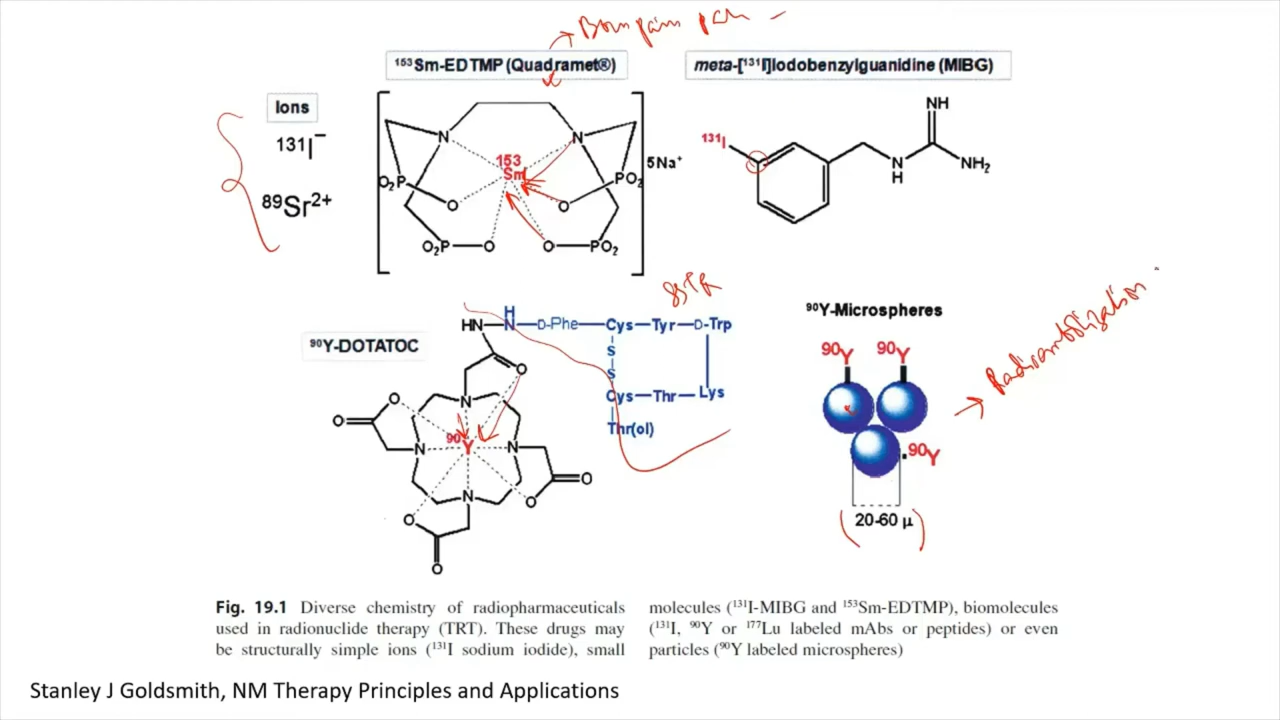 ¹⁵³Sm-EDTMP (Quadramet®)
meta-[¹³¹I]Iodobenzylguanidine (MIBG)
Ions
¹³¹I⁻
⁸⁹Sr²⁺
N N
¹⁵³Sm
O₂P PO₂
O O
O₂P O O PO₂
5Na⁺
¹³¹I
NH
N
H
NH₂
SSTR
⁹⁰Y-DOTATOC
H
HN N D-Phe Cys Tyr D-Trp
S
S
Cys Thr Lys
Thr(ol)
O
O O N
⁹⁰Y
N N
O
N O
O
O
⁹⁰Y-Microspheres
⁹⁰Y ⁹⁰Y
⁹⁰Y
20-60 µ
Radioembolization
Fig. 19.1 Diverse chemistry of radiopharmaceuticals
used in radionuclide therapy (TRT). These drugs may
be structurally simple ions (¹³¹I sodium iodide), small
molecules (¹³¹I-MIBG and ¹⁵³Sm-EDTMP), biomolecules
(¹³¹I, ⁹⁰Y or ¹⁷⁷Lu labeled mAbs or peptides) or even
particles (⁹⁰Y labeled microspheres)
Stanley J Goldsmith, NM Therapy Principles and Applications